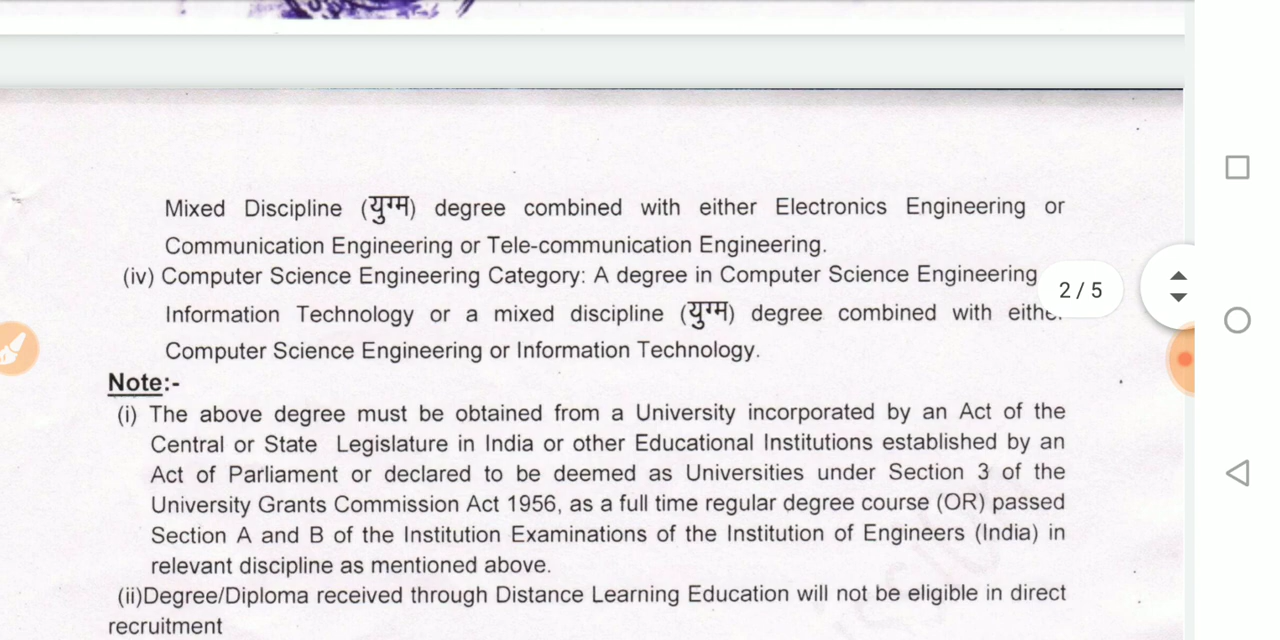 Mixed Discipline (युग्म) degree combined with either Electronics Engineering or
Communication Engineering or Tele-communication Engineering.
(iv) Computer Science Engineering Category: A degree in Computer Science Engineering
2 / 5
Information Technology or a mixed discipline (युग्म) degree combined with eithe
Computer Science Engineering or Information Technology.
Note:-
(i) The above degree must be obtained from a University incorporated by an Act of the
Central or State Legislature in India or other Educational Institutions established by an
Act of Parliament or declared to be deemed as Universities under Section 3 of the
University Grants Commission Act 1956, as a full time regular degree course (OR) passed
Section A and B of the Institution Examinations of the Institution of Engineers (India) in
relevant discipline as mentioned above.
(ii)Degree/Diploma received through Distance Learning Education will not be eligible in direct
recruitment